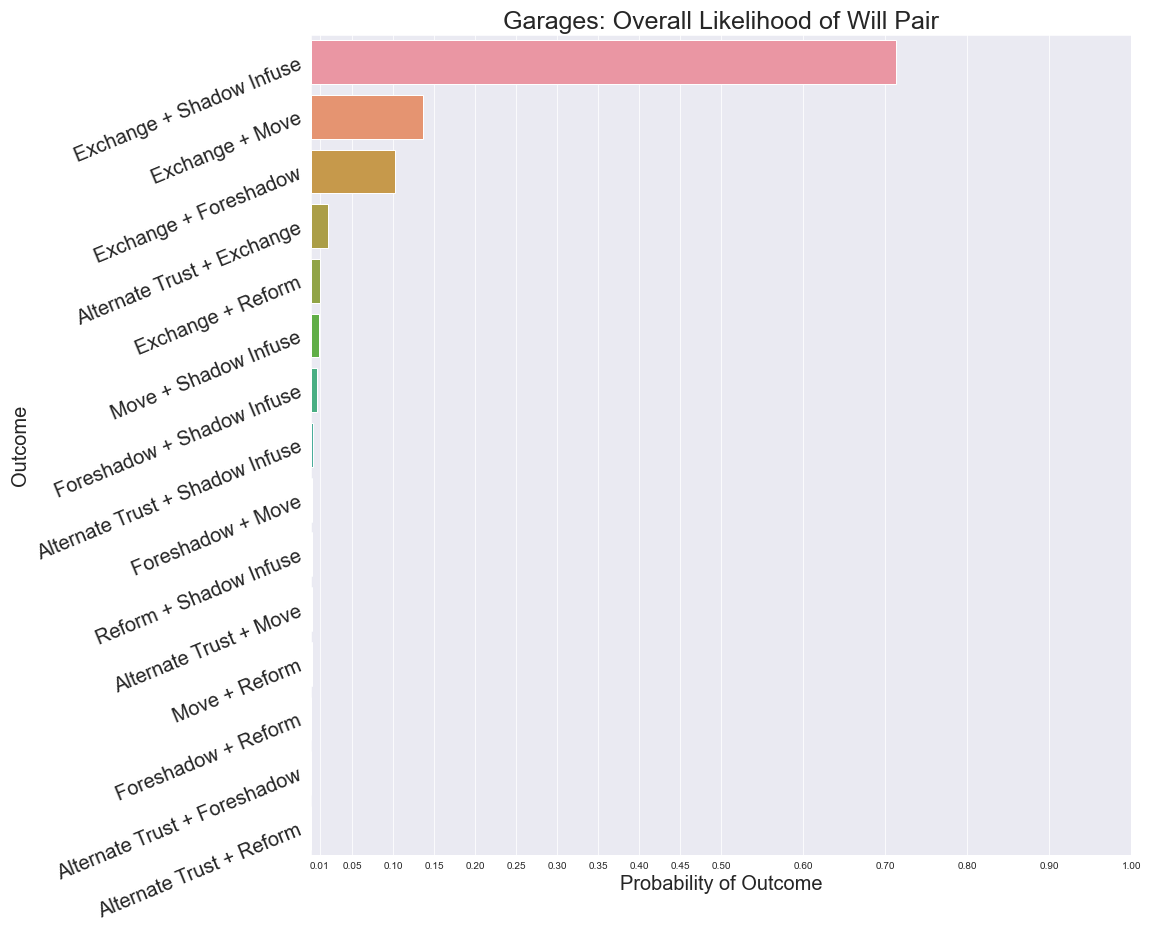 Garages: Overall Likelihood of Will Pair
Exchange + Shadow Infuse
Exchange + Move
Exchange + Foreshadow
Alternate Trust + Exchange
Exchange + Reform
Move + Shadow Infuse
Foreshadow + Shadow Infuse
Alternate Trust + Shadow Infuse
Foreshadow + Move
Reform + Shadow Infuse
Alternate Trust + Move
Move + Reform
Foreshadow + Reform
Alternate Trust + Foreshadow
Alternate Trust + Reform
Outcome
0.01 0.05 0.10 0.15 0.20 0.25 0.30 0.35 0.40 0.45 0.50 0.60 0.70 0.80 0.90 1.00
Probability of Outcome